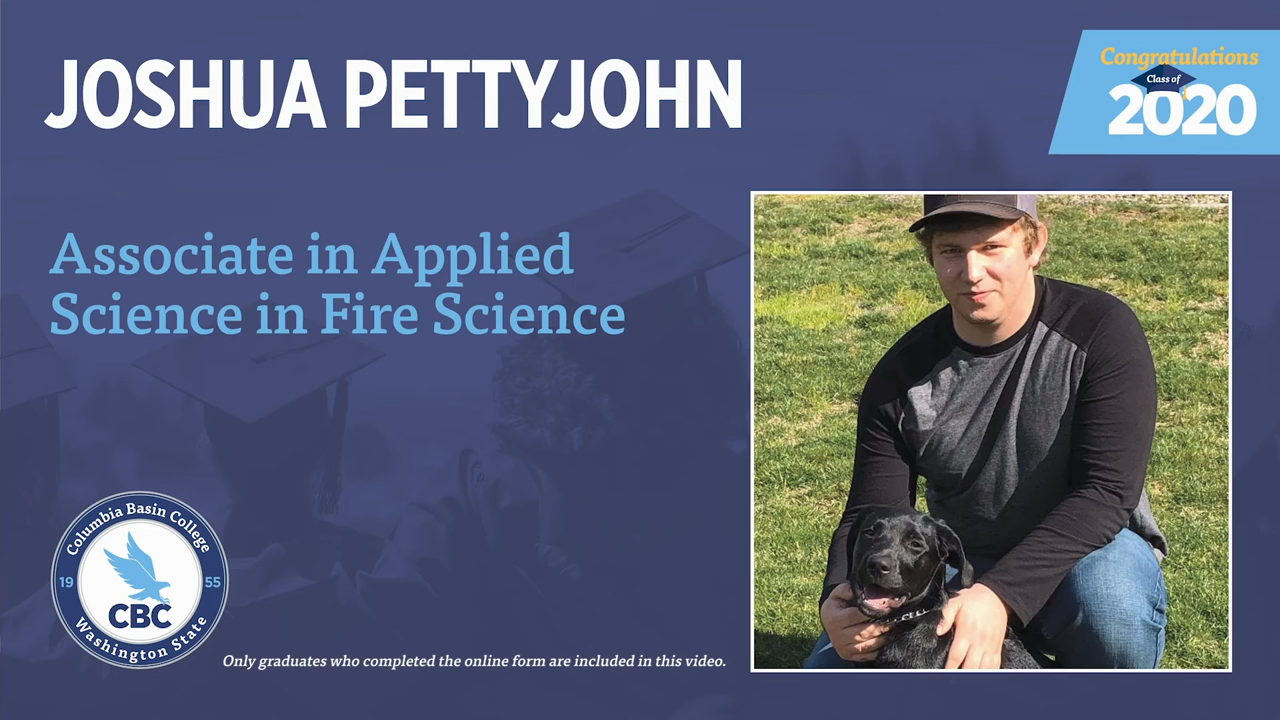 JOSHUA PETTYJOHN
Congratulations
Class of
2020
Associate in Applied
Science in Fire Science
Columbia Basin College
19 55
CBC
Washington State
Only graduates who completed the online form are included in this video.